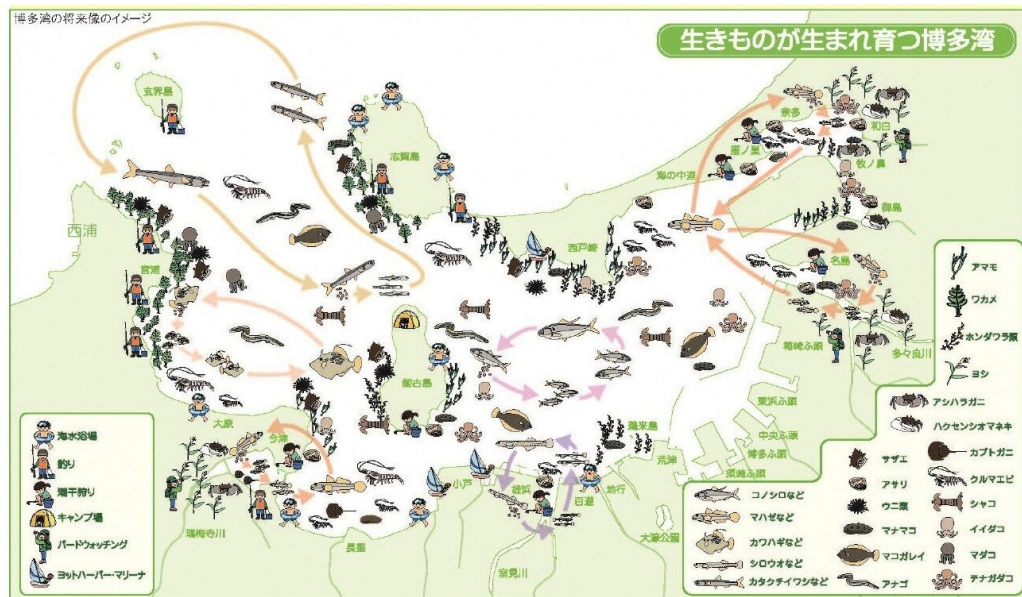 博多湾の将来像のイメージ
生きものが生まれ育つ博多湾
玄界島
志賀島
西浦
宮浦
海の中道
西戸崎
雁ノ巣
奈多
和白
牧ノ鼻
御島
名島
多々良川
箱崎ふ頭
東浜ふ頭
中央ふ頭
博多ふ頭
須崎ふ頭
能古島
鵜来島
荒津
大原
今津
瑞梅寺川
長垂
小戸
姪浜
百道
地行
室見川
大濠公園
海水浴場
釣り
潮干狩り
キャンプ場
バードウォッチング
ヨットハーバー・マリーナ
アマモ
ワカメ
ホンダワラ類
ヨシ
アシハラガニ
ハクセンシオマネキ
サザエ
カブトガニ
アサリ
クルマエビ
ウニ類
シャコ
マナマコ
イイダコ
マコガレイ
マダコ
アナゴ
テナガダコ
コノシロなど
マハゼなど
カワハギなど
シロウオなど
カタクチイワシなど